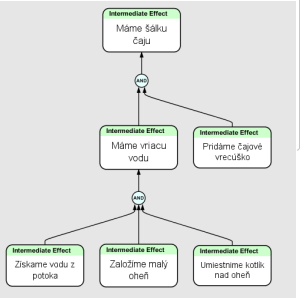 Intermediate Effect
Máme šálku
čaju
AND
Intermediate Effect
Máme vriacu
vodu
Intermediate Effect
Pridáme čajové
vrecúško
AND
Intermediate Effect
Získame vodu z
potoka
Intermediate Effect
Založíme malý
oheň
Intermediate Effect
Umiestnime kotlík
nad oheň